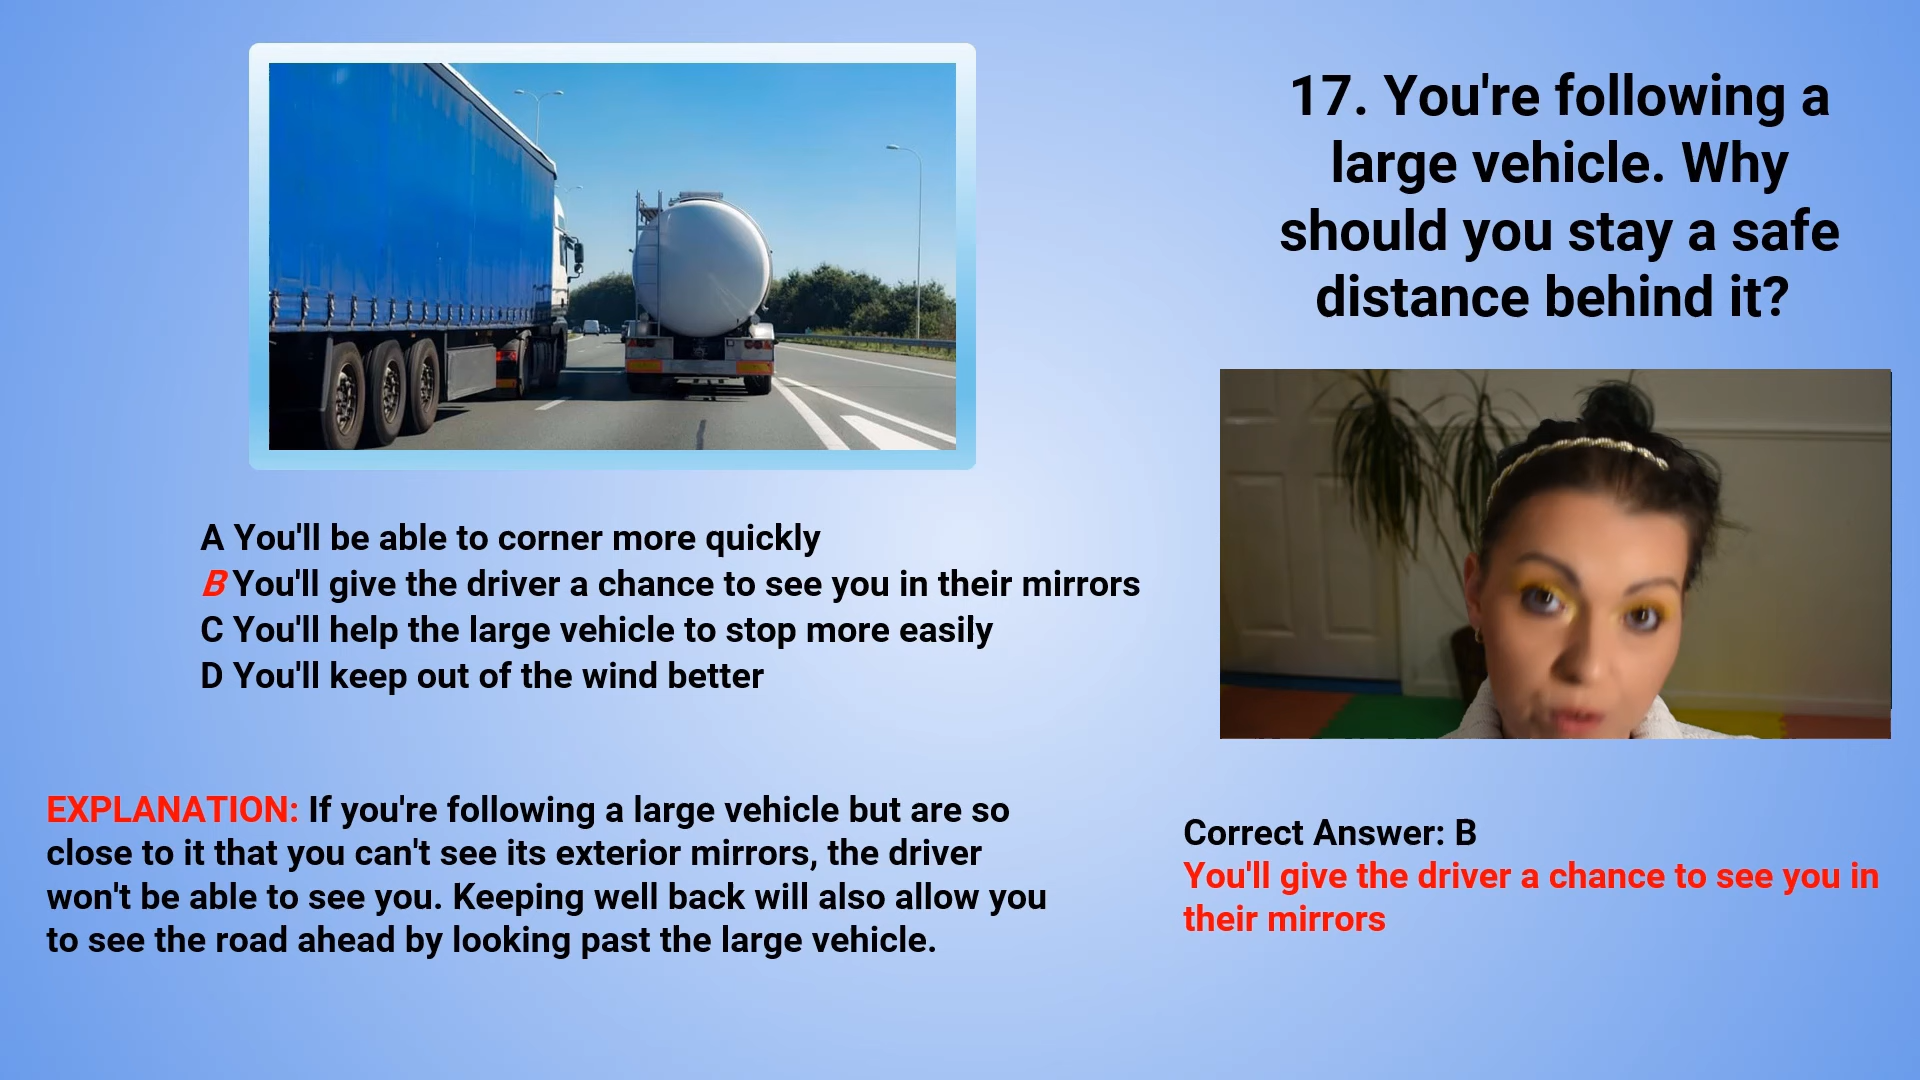 17. You're following a
large vehicle. Why
should you stay a safe
distance behind it?
A You'll be able to corner more quickly
B You'll give the driver a chance to see you in their mirrors
C You'll help the large vehicle to stop more easily
D You'll keep out of the wind better
EXPLANATION: If you're following a large vehicle but are so
close to it that you can't see its exterior mirrors, the driver
won't be able to see you. Keeping well back will also allow you
to see the road ahead by looking past the large vehicle.
Correct Answer: B
You'll give the driver a chance to see you in
their mirrors